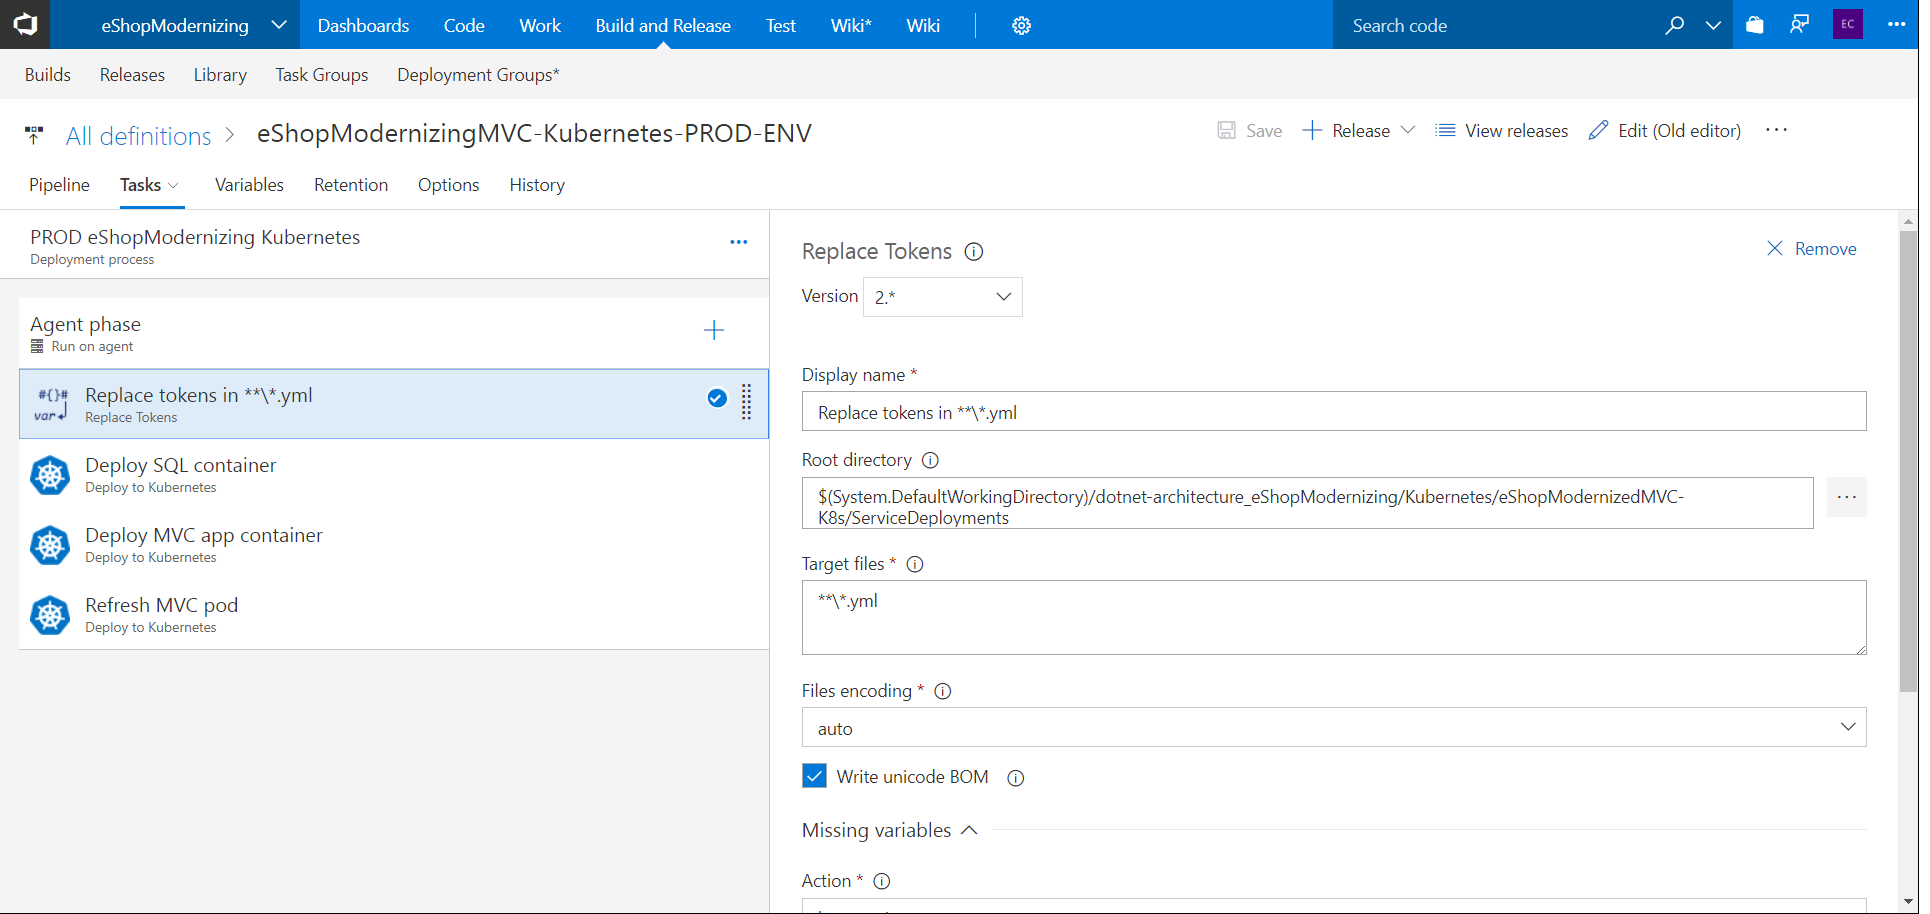 eShopModernizing
Dashboards Code Work Build and Release Test Wiki* Wiki
Search code
EC
Builds Releases Library Task Groups Deployment Groups*
All definitions > eShopModernizingMVC-Kubernetes-PROD-ENV
Save Release View releases Edit (Old editor) ...
Pipeline Tasks Variables Retention Options History
PROD eShopModernizing Kubernetes
Deployment process
Agent phase
Run on agent
#{}#
var
Replace tokens in **\*.yml
Replace Tokens
Deploy SQL container
Deploy to Kubernetes
Deploy MVC app container
Deploy to Kubernetes
Refresh MVC pod
Deploy to Kubernetes
Replace Tokens
Remove
Version 2.*
Display name *
Replace tokens in **\*.yml
Root directory
$(System.DefaultWorkingDirectory)/dotnet-architecture_eShopModernizing/Kubernetes/eShopModernizedMVC-
K8s/ServiceDeployments
...
Target files *
**\*.yml
Files encoding *
auto
Write unicode BOM
Missing variables
Action *